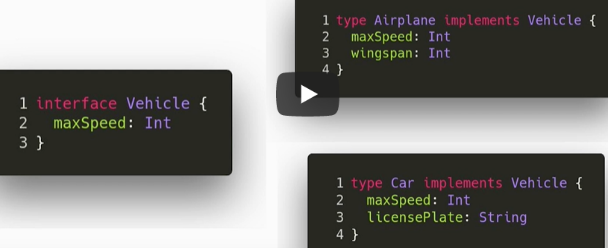 1 interface Vehicle {
2   maxSpeed: Int
3 }
1 type Airplane implements Vehicle {
2   maxSpeed: Int
3   wingspan: Int
4 }
1 type Car implements Vehicle {
2   maxSpeed: Int
3   licensePlate: String
4 }